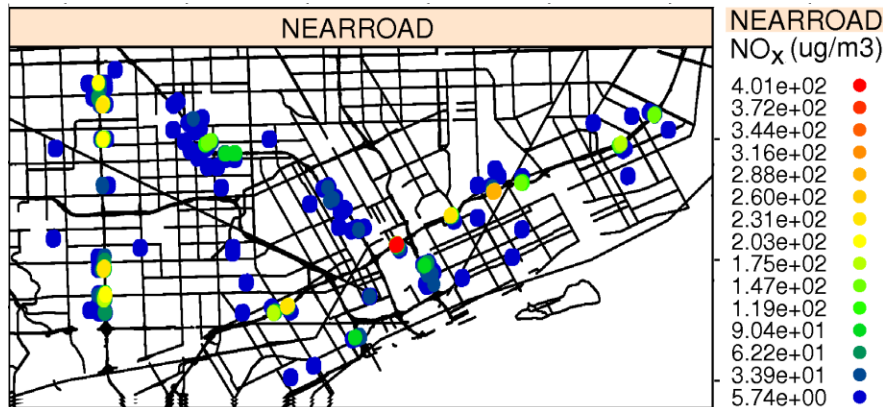 NEARROAD
NEARROAD
NOx (ug/m3)
4.01e+02
3.72e+02
3.44e+02
3.16e+02
2.88e+02
2.60e+02
2.31e+02
2.03e+02
1.75e+02
1.47e+02
1.19e+02
9.04e+01
6.22e+01
3.39e+01
5.74e+00